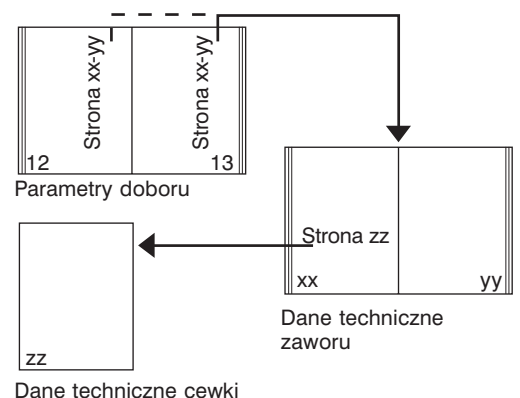 Strona xx-yy
Strona xx-yy
12
13
Parametry doboru
Strona zz
xx
yy
Dane techniczne
zaworu
zz
Dane techniczne cewki